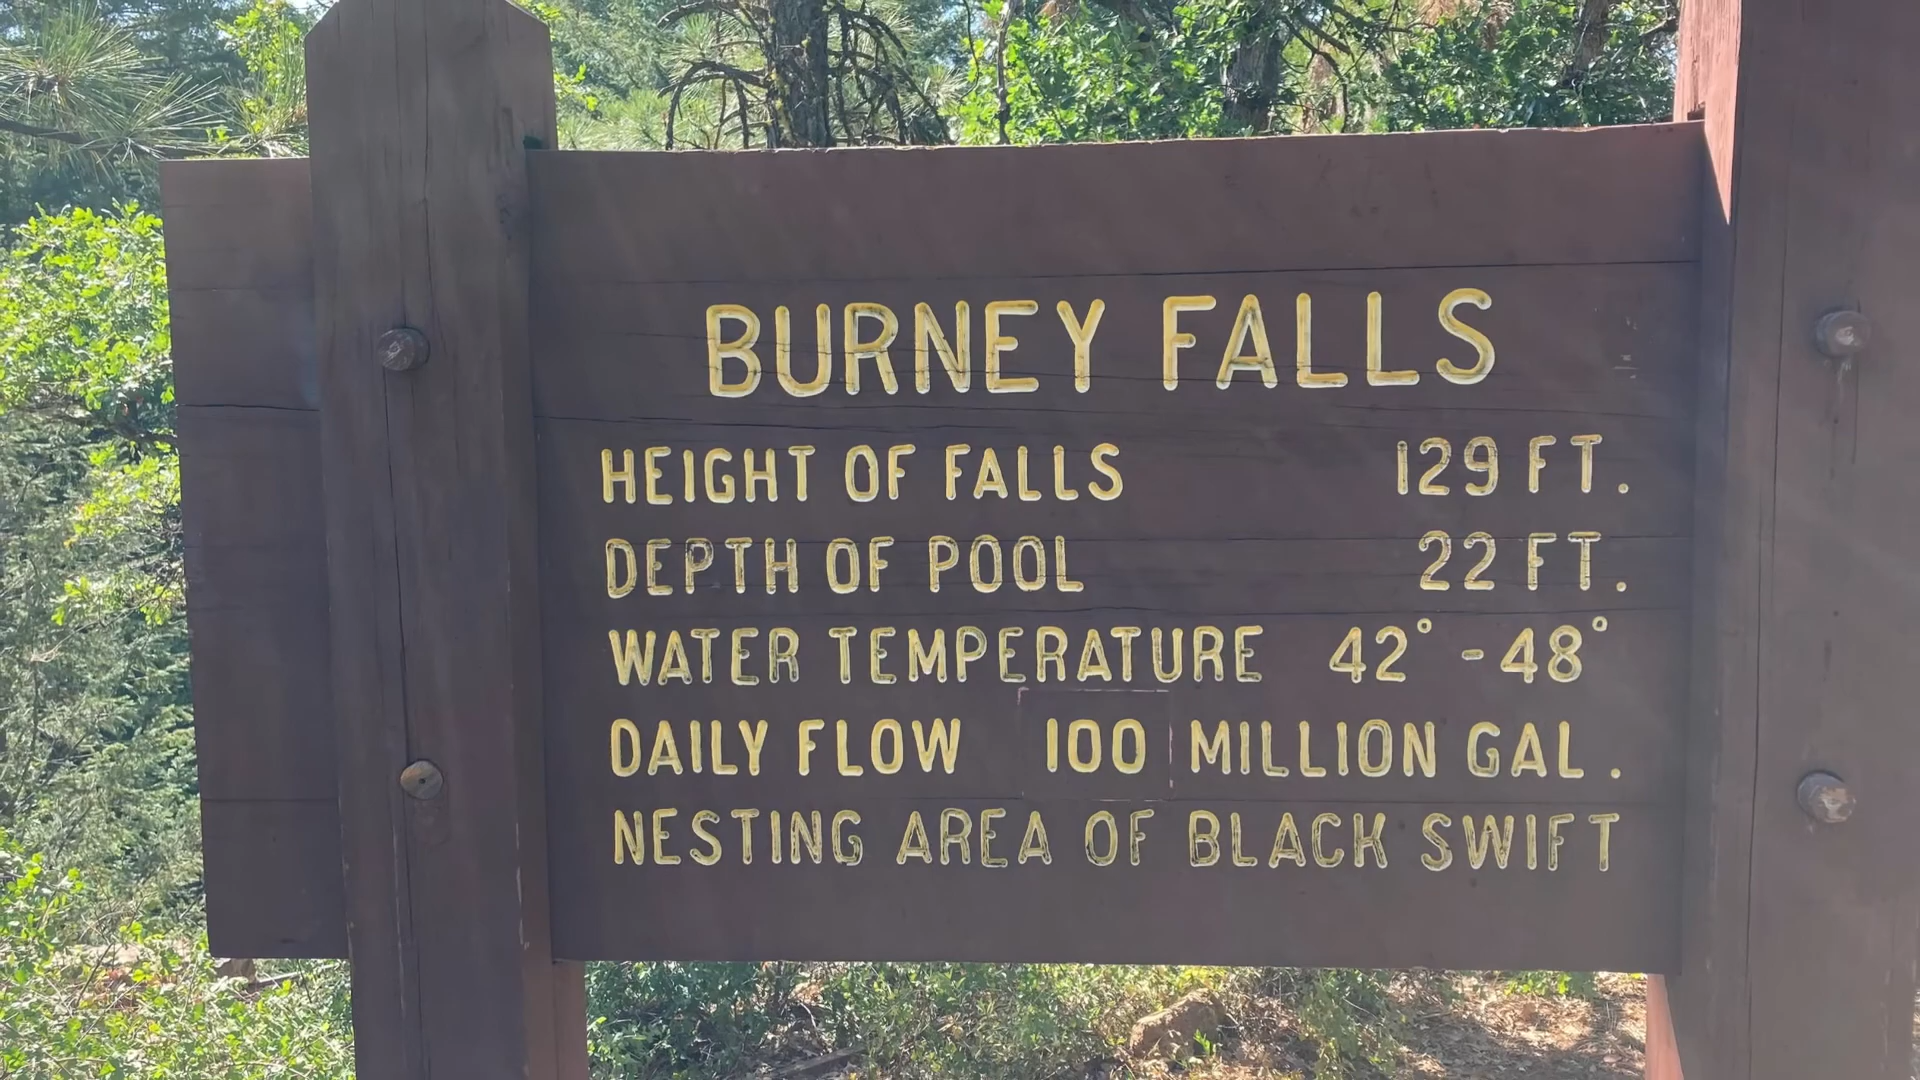 BURNEY FALLS
HEIGHT OF FALLS 129 FT.
DEPTH OF POOL 22 FT.
WATER TEMPERATURE 42° - 48°
DAILY FLOW 100 MILLION GAL.
NESTING AREA OF BLACK SWIFT